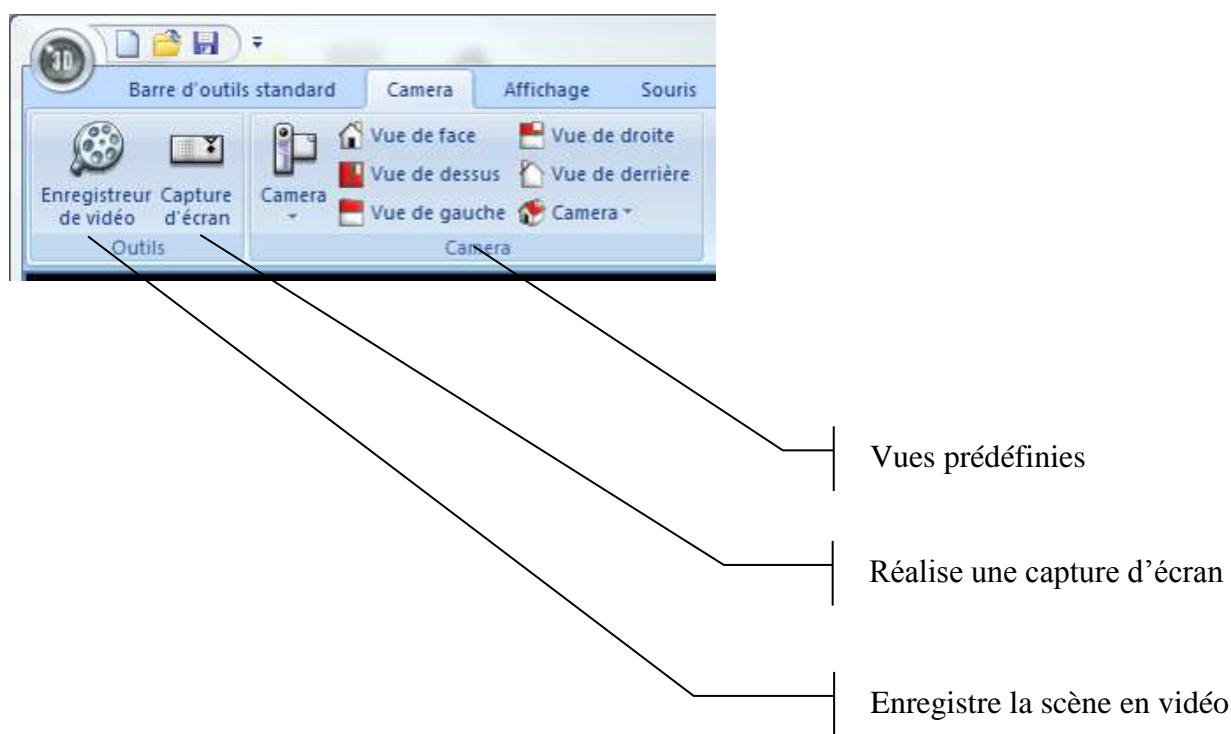 3D
Barre d'outils standard Camera Affichage Souris
Enregistreur de vidéo
Capture d'écran
Camera
Vue de face
Vue de dessus
Vue de gauche
Vue de droite
Vue de derrière
Camera
Outils
Camera
Vues prédéfinies
Réalise une capture d’écran
Enregistre la scène en vidéo